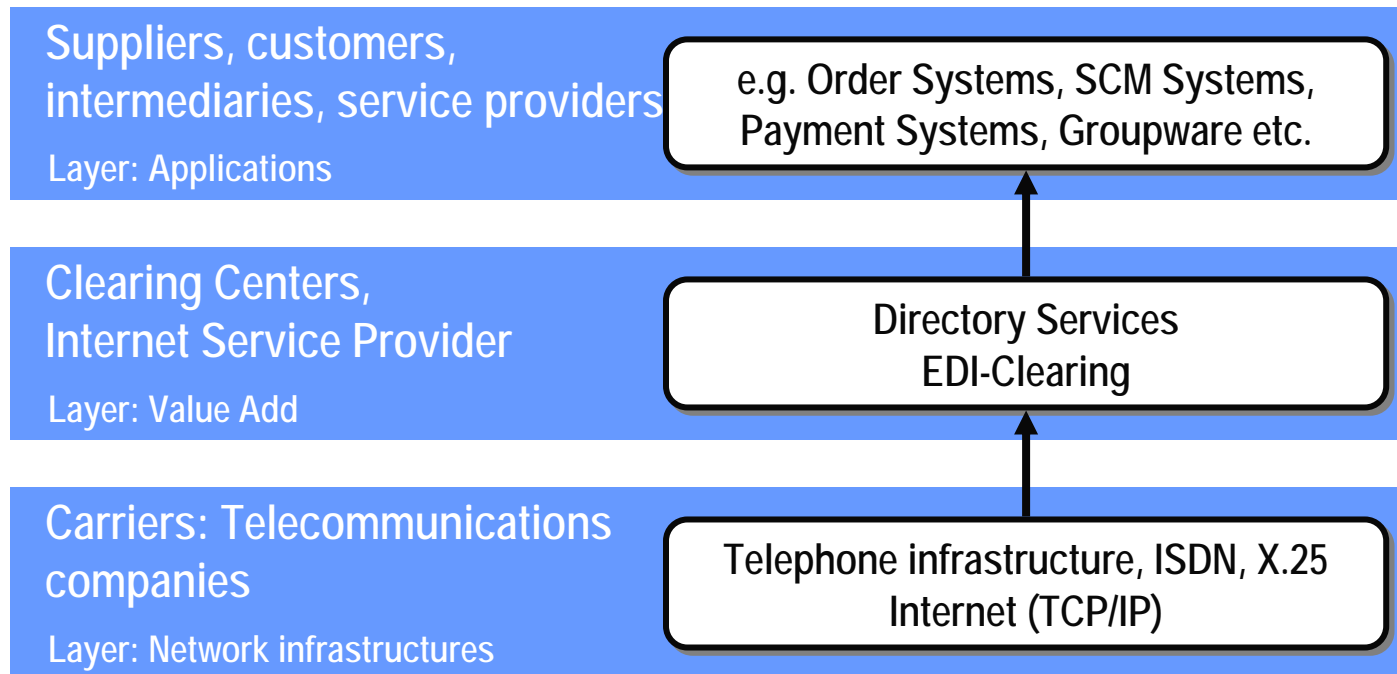 Suppliers, customers,
intermediaries, service providers
Layer: Applications
e.g. Order Systems, SCM Systems,
Payment Systems, Groupware etc.
Clearing Centers,
Internet Service Provider
Layer: Value Add
Directory Services
EDI-Clearing
Carriers: Telecommunications
companies
Layer: Network infrastructures
Telephone infrastructure, ISDN, X.25
Internet (TCP/IP)